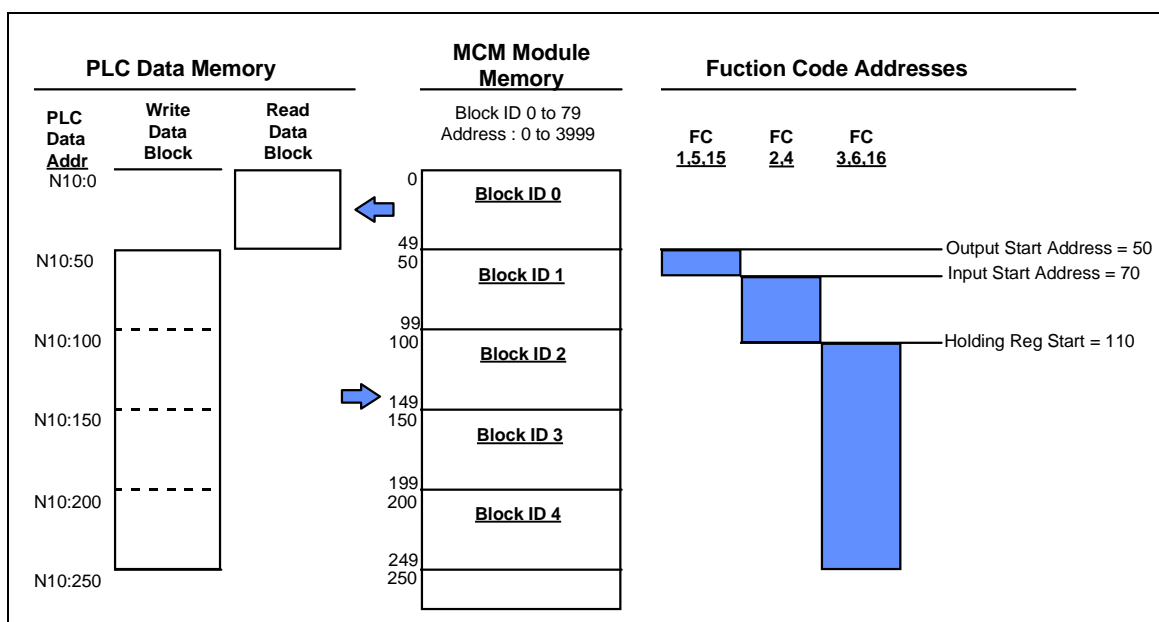 PLC Data Memory
MCM Module
Memory
Fuction Code Addresses
PLC
Data
Addr
Write
Data
Block
Read
Data
Block
Block ID 0 to 79
Address : 0 to 3999
FC
1,5,15
FC
2,4
FC
3,6,16
N10:0
0
Block ID 0
49
Output Start Address = 50
N10:50
50
Block ID 1
Input Start Address = 70
99
N10:100
100
Block ID 2
Holding Reg Start = 110
149
N10:150
150
Block ID 3
199
N10:200
200
Block ID 4
249
N10:250
250